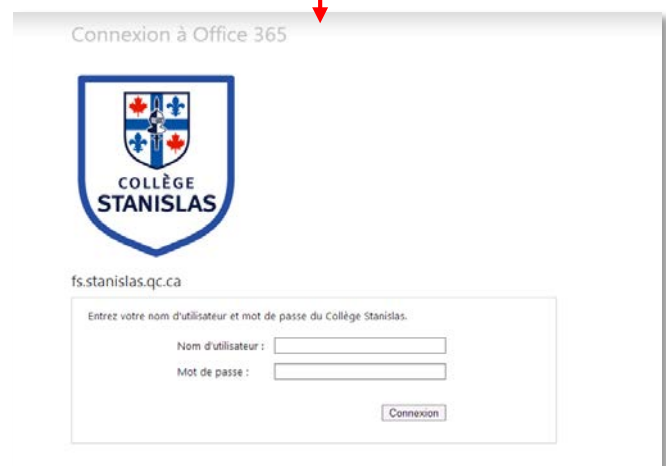 Connexion à Office 365
COLLÈGE
STANISLAS
fs.stanislas.qc.ca
Entrez votre nom d'utilisateur et mot de passe du Collège Stanislas.
Nom d'utilisateur :
Mot de passe :
Connexion